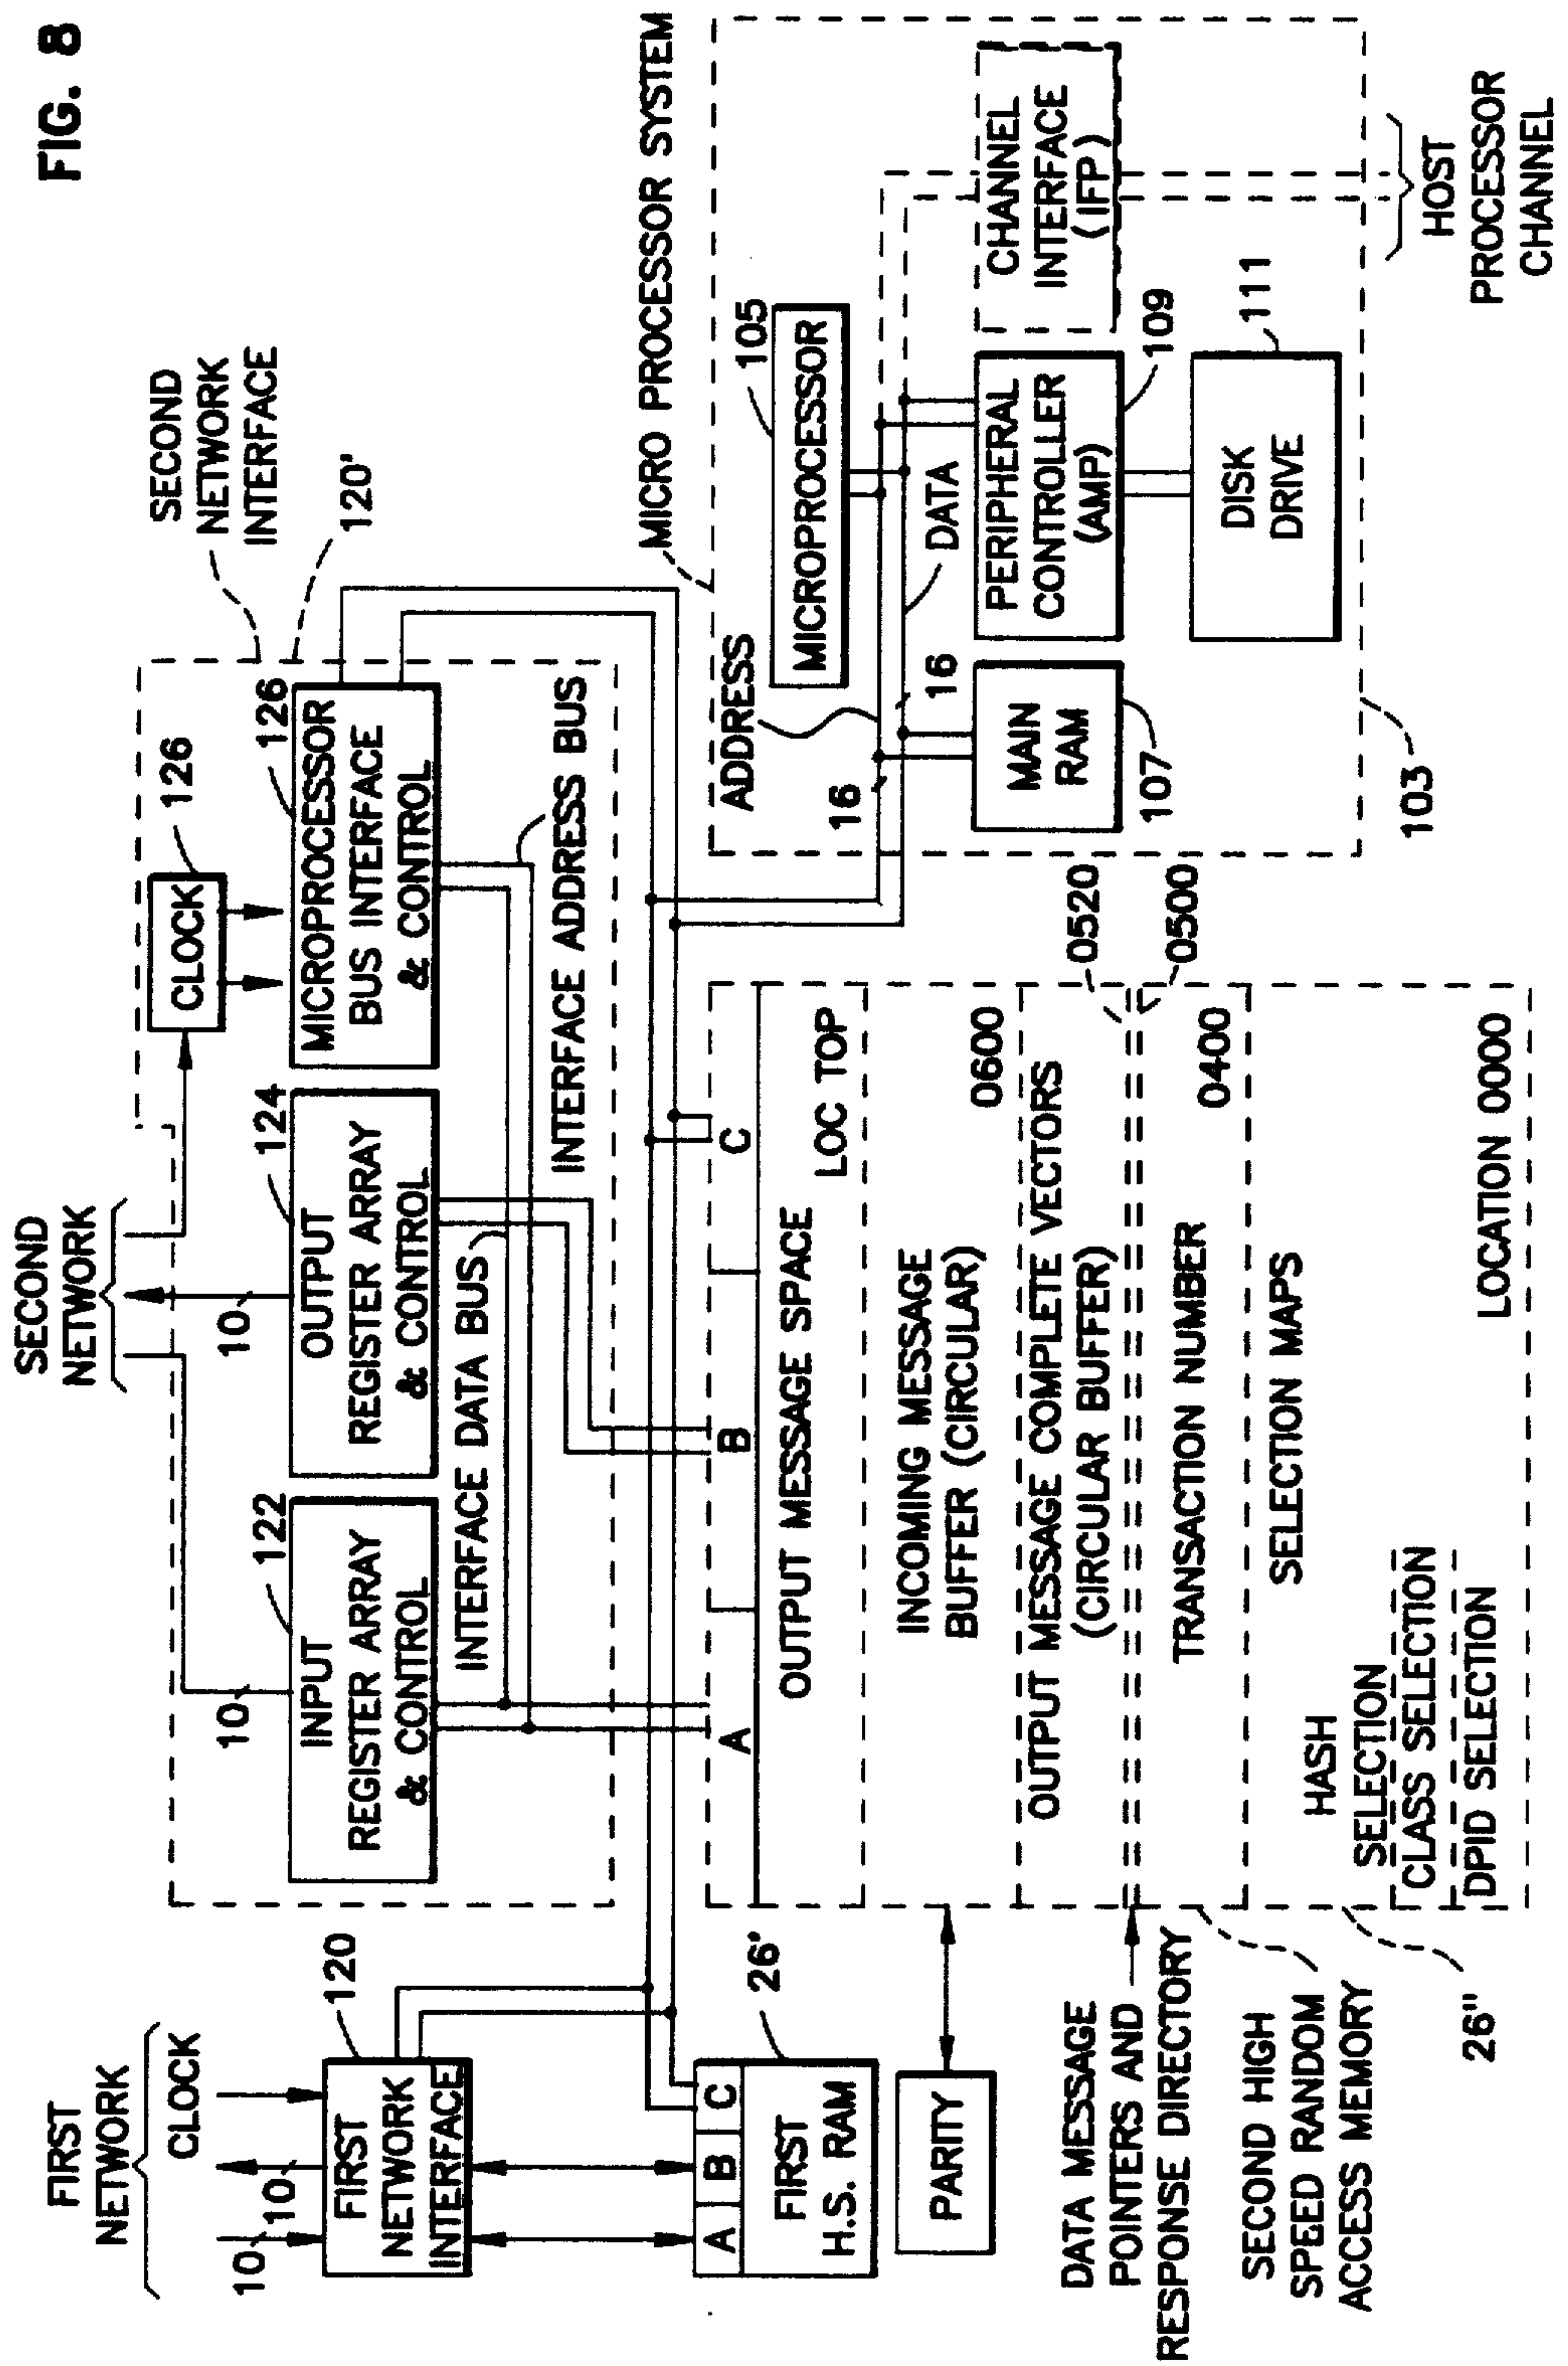 FIG. 8
FIRST
NETWORK
CLOCK
10
10
120
FIRST
NETWORK
INTERFACE
A
B
C
FIRST
H.S. RAM
26'
PARITY
DATA MESSAGE
POINTERS AND
RESPONSE DIRECTORY
SECOND HIGH
SPEED RANDOM
ACCESS MEMORY
26"
SECOND
NETWORK
10
10
122
INPUT
REGISTER ARRAY
& CONTROL
124
OUTPUT
REGISTER ARRAY
& CONTROL
CLOCK
126
126
MICROPROCESSOR
BUS INTERFACE
& CONTROL
INTERFACE DATA BUS
INTERFACE ADDRESS BUS
SECOND
NETWORK
INTERFACE
120'
A
B
C
OUTPUT MESSAGE SPACE
LOC TOP
INCOMING MESSAGE
BUFFER (CIRCULAR)
0600
OUTPUT MESSAGE COMPLETE VECTORS
(CIRCULAR BUFFER)
0520
0500
TRANSACTION NUMBER
0400
SELECTION MAPS
HASH
SELECTION
CLASS SELECTION
DPID SELECTION
LOCATION 0000
MICRO PROCESSOR SYSTEM
ADDRESS
105
MICROPROCESSOR
16
16
DATA
MAIN
RAM
107
PERIPHERAL
CONTROLLER
(AMP)
109
CHANNEL
INTERFACE
(IFP)
DISK
DRIVE
111
103
HOST
PROCESSOR
CHANNEL